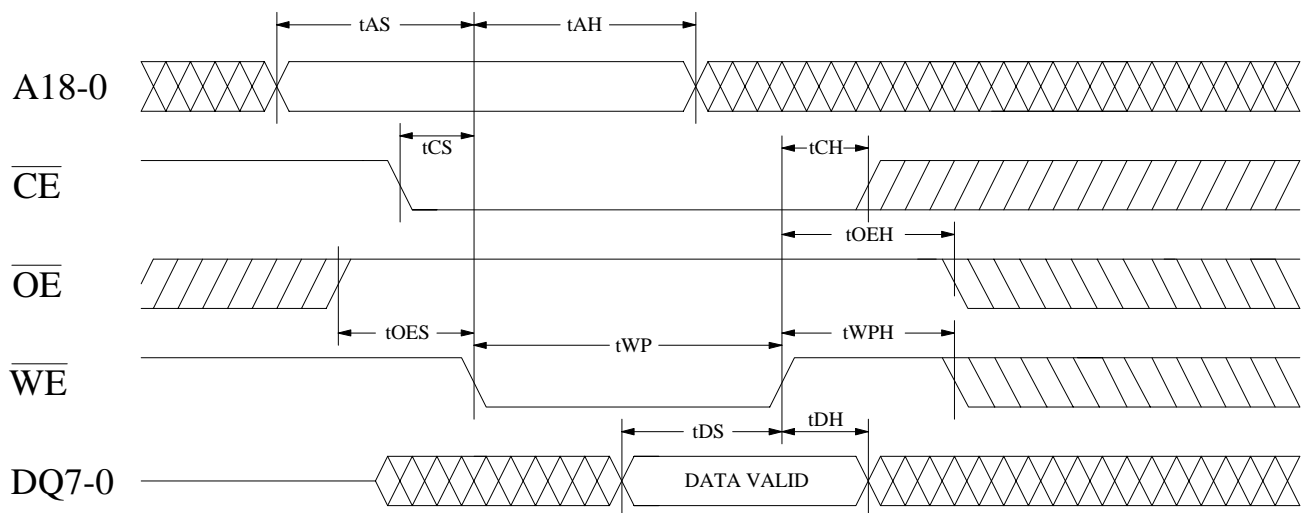 tAS tAH
A18-0
tCS tCH
CE
tOEH
OE
tOES tWP tWPH
WE
tDS tDH
DQ7-0 DATA VALID